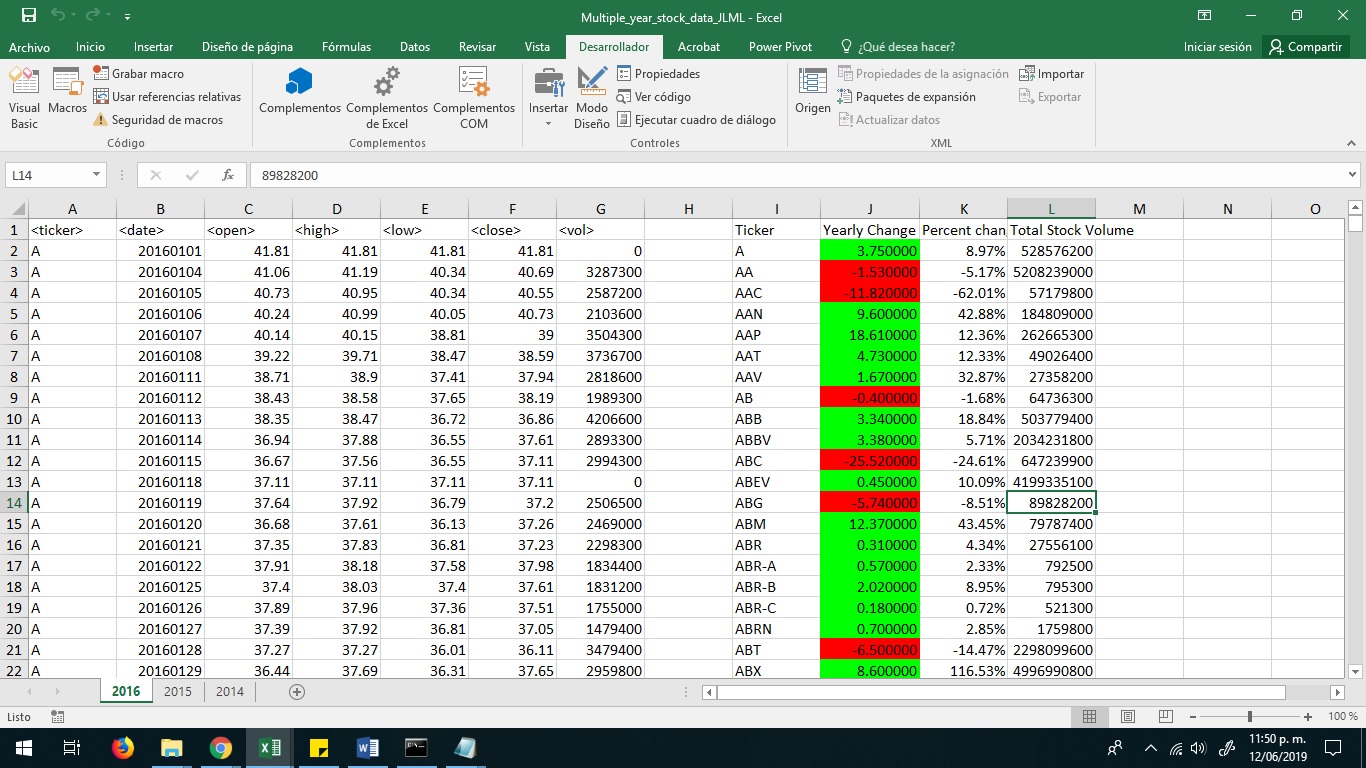 Multiple_year_stock_data_JLML - Excel
Archivo Inicio Insertar Diseño de página Fórmulas Datos Revisar Vista Desarrollador Acrobat Power Pivot ¿Qué desea hacer? Iniciar sesión Compartir
Visual Basic
Macros
Grabar macro
Usar referencias relativas
Seguridad de macros
Código
Complementos
Complementos de Excel
Complementos COM
Complementos
Insertar
Modo Diseño
Propiedades
Ver código
Ejecutar cuadro de diálogo
Controles
Origen
Propiedades de la asignación
Paquetes de expansión
Actualizar datos
Importar
Exportar
XML
L14 fx 89828200
A B C D E F G H I J K L M N O
1 <ticker> <date> <open> <high> <low> <close> <vol> Ticker Yearly Change Percent chan Total Stock Volume
2 A 20160101 41.81 41.81 41.81 41.81 0 A 3.750000 8.97% 528576200
3 A 20160104 41.06 41.19 40.34 40.69 3287300 AA -1.530000 -5.17% 5208239000
4 A 20160105 40.73 40.95 40.34 40.55 2587200 AAC -11.820000 -62.01% 57179800
5 A 20160106 40.24 40.99 40.05 40.73 2103600 AAN 9.600000 42.88% 184809000
6 A 20160107 40.14 40.15 38.81 39 3504300 AAP 18.610000 12.36% 262665300
7 A 20160108 39.22 39.71 38.47 38.59 3736700 AAT 4.730000 12.33% 49026400
8 A 20160111 38.71 38.9 37.41 37.94 2818600 AAV 1.670000 32.87% 27358200
9 A 20160112 38.43 38.58 37.65 38.19 1989300 AB -0.400000 -1.68% 64736300
10 A 20160113 38.35 38.47 36.72 36.86 4206600 ABB 3.340000 18.84% 503779400
11 A 20160114 36.94 37.88 36.55 37.61 2893300 ABBV 3.380000 5.71% 2034231800
12 A 20160115 36.67 37.56 36.55 37.11 2994300 ABC -25.520000 -24.61% 647239900
13 A 20160118 37.11 37.11 37.11 37.11 0 ABEV 0.450000 10.09% 4199335100
14 A 20160119 37.64 37.92 36.79 37.2 2506500 ABG -5.740000 -8.51% 89828200
15 A 20160120 36.68 37.61 36.13 37.26 2469000 ABM 12.370000 43.45% 79787400
16 A 20160121 37.35 37.83 36.81 37.23 2298300 ABR 0.310000 4.34% 27556100
17 A 20160122 37.91 38.18 37.58 37.98 1834400 ABR-A 0.570000 2.33% 792500
18 A 20160125 37.4 38.03 37.4 37.61 1831200 ABR-B 2.020000 8.95% 795300
19 A 20160126 37.89 37.96 37.36 37.51 1755000 ABR-C 0.180000 0.72% 521300
20 A 20160127 37.39 37.92 36.81 37.05 1479400 ABRN 0.700000 2.85% 1759800
21 A 20160128 37.27 37.27 36.01 36.11 3479400 ABT -6.500000 -14.47% 2298099600
22 A 20160129 36.44 37.69 36.31 37.65 2959800 ABX 8.600000 116.53% 4996990800
2016 2015 2014
Listo 100 %
11:50 p. m.
12/06/2019